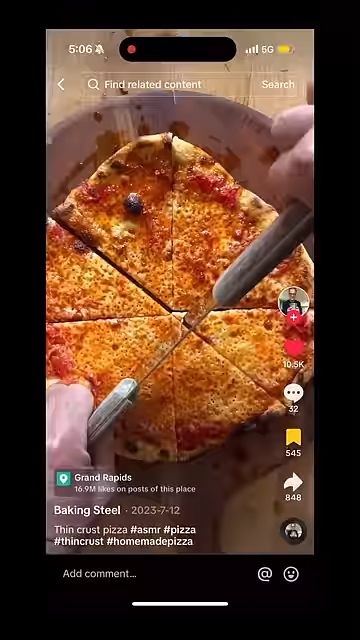 5:06
5G
Find related content
Search
10.5K
32
545
848
Grand Rapids
16.9M likes on posts of this place
Baking Steel · 2023-7-12
Thin crust pizza #asmr #pizza
#thincrust #homemadepizza
Add comment...